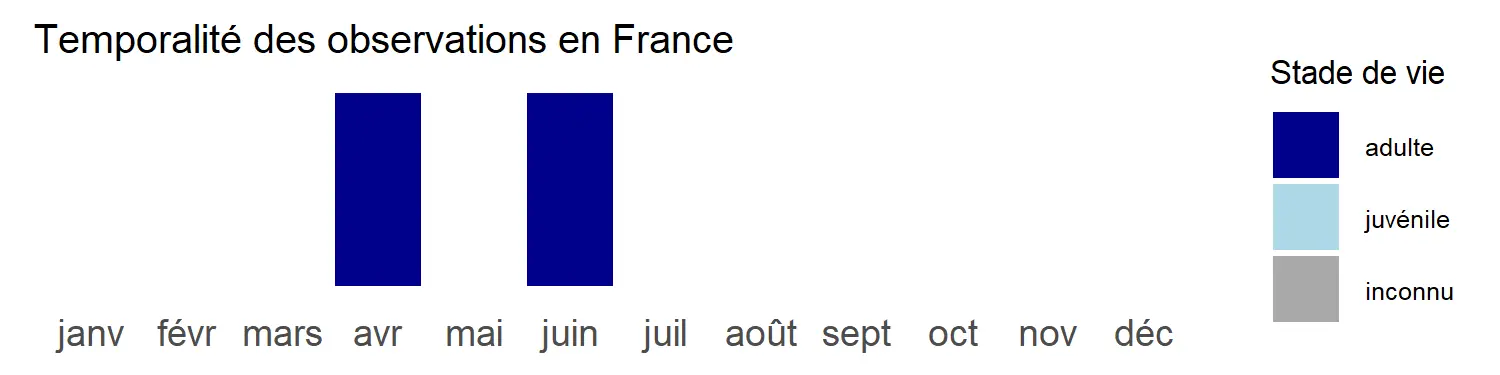 Temporalité des observations en France
Stade de vie
adulte
juvénile
inconnu
janv févr mars avr mai juin juil août sept oct nov déc